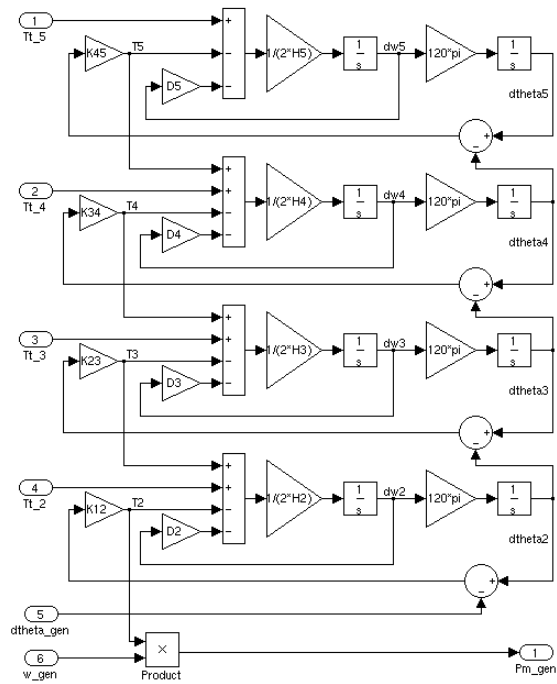 1
Tt_5
K45
T5
+
−
−
D5
1/(2*H5)
1
s
dw5
120*pi
1
s
dtheta5
+
−
2
Tt_4
K34
T4
+
+
−
−
D4
1/(2*H4)
1
s
dw4
120*pi
1
s
dtheta4
+
−
3
Tt_3
K23
T3
+
+
−
−
D3
1/(2*H3)
1
s
dw3
120*pi
1
s
dtheta3
+
−
4
Tt_2
K12
T2
+
+
−
−
D2
1/(2*H2)
1
s
dw2
120*pi
1
s
dtheta2
+
−
5
dtheta_gen
6
w_gen
×
Product
1
Pm_gen